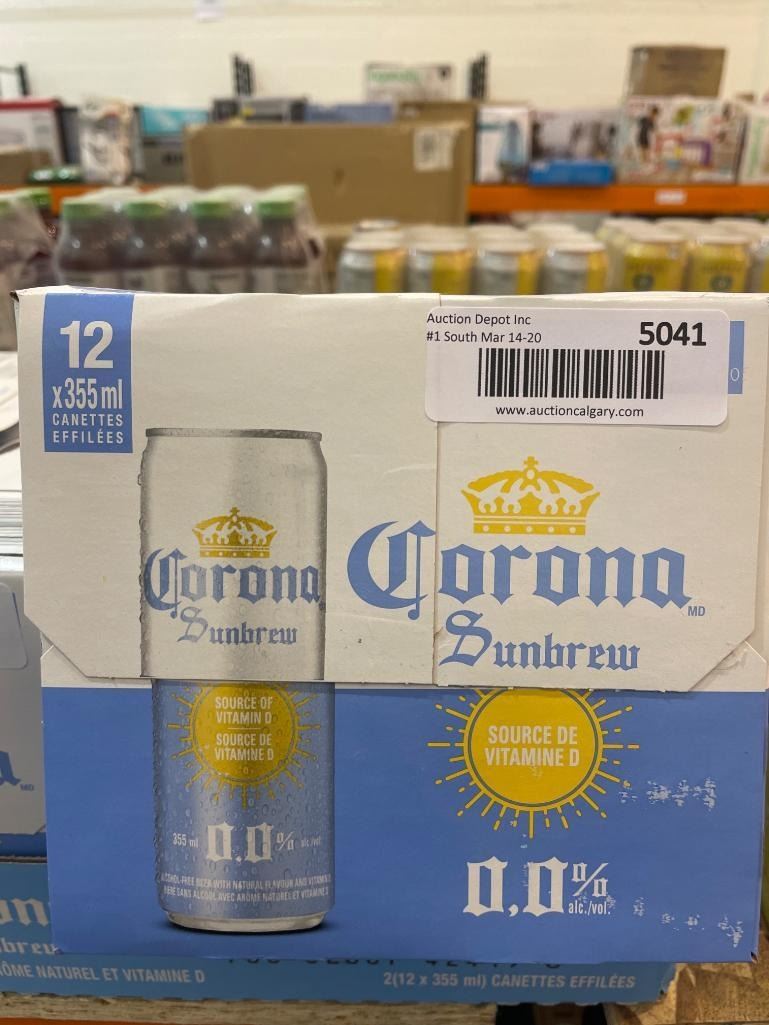 12
x355ml
CANETTES
EFFILÉES
Auction Depot Inc
#1 South Mar 14-20
5041
www.auctioncalgary.com
Corona
Sunbrew
SOURCE OF
VITAMIN D
SOURCE DE
VITAMINE D
355 ml
0.0% alc./vol.
ALCOHOL-FREE BEER WITH NATURAL FLAVOUR AND VITAMIN D
BIÈRE SANS ALCOOL AVEC ARÔME NATUREL ET VITAMINE D
Corona MD
Sunbrew
SOURCE DE
VITAMINE D
0,0%
alc./vol.
MD
ÔME NATUREL ET VITAMINE D
2(12 x 355 ml) CANETTES EFFILÉES